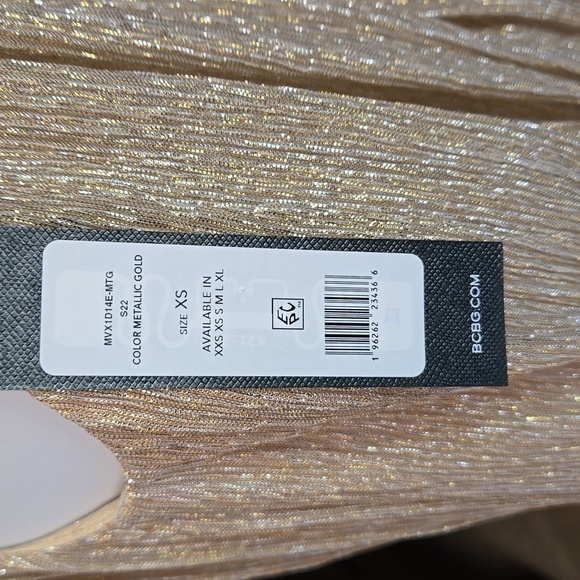 MVX1D14E-MTG
S22
COLOR METALLIC GOLD
SIZE XS
AVAILABLE IN
XXS XS S M L XL
EPC
1 96262 23436 6
BCBG.COM